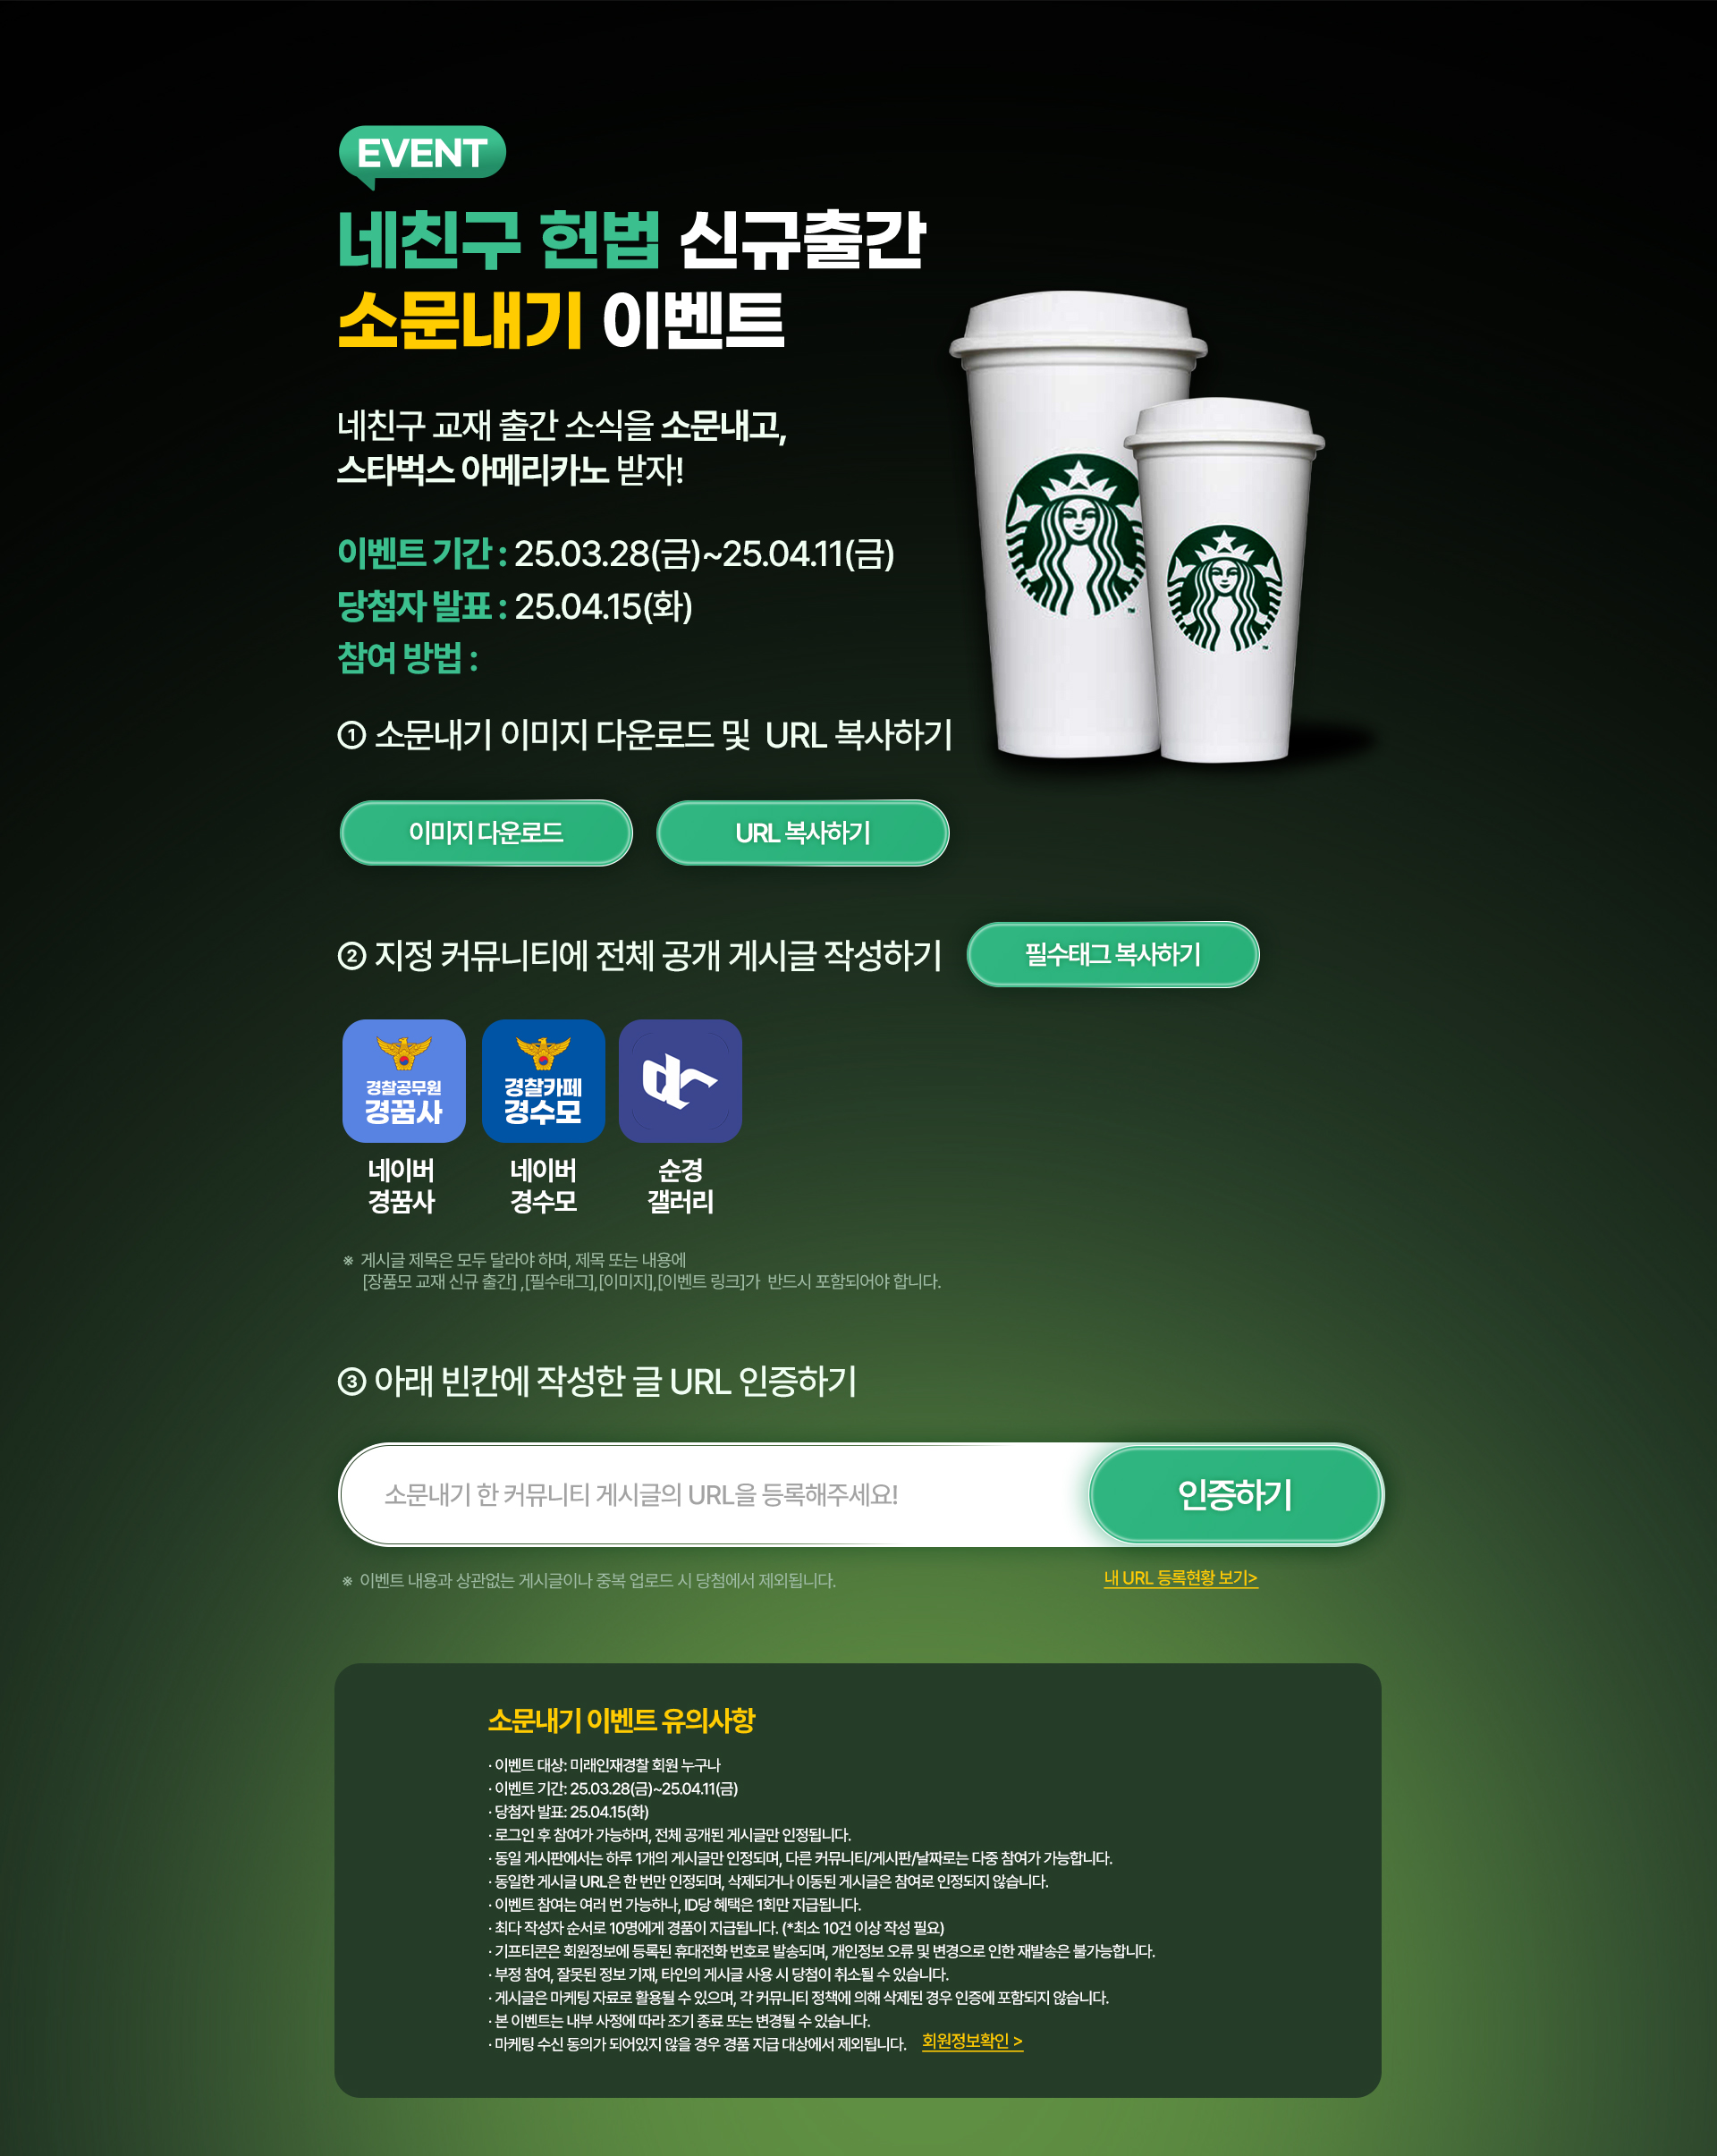 EVENT
네친구 헌법 신규출간
소문내기 이벤트
네친구 교재 출간 소식을 소문내고,
스타벅스 아메리카노 받자!
이벤트 기간 : 25.03.28(금)~25.04.11(금)
당첨자 발표 : 25.04.15(화)
참여 방법 :
① 소문내기 이미지 다운로드 및 URL 복사하기
이미지 다운로드
URL 복사하기
② 지정 커뮤니티에 전체 공개 게시글 작성하기
필수태그 복사하기
경찰공무원
경꿈사
경찰카페
경수모
네이버
경꿈사
네이버
경수모
순경
갤러리
※ 게시글 제목은 모두 달라야 하며, 제목 또는 내용에
[장품모 교재 신규 출간] ,[필수태그],[이미지],[이벤트 링크]가 반드시 포함되어야 합니다.
③ 아래 빈칸에 작성한 글 URL 인증하기
소문내기 한 커뮤니티 게시글의 URL을 등록해주세요!
인증하기
※ 이벤트 내용과 상관없는 게시글이나 중복 업로드 시 당첨에서 제외됩니다.
내 URL 등록현황 보기>
소문내기 이벤트 유의사항
· 이벤트 대상: 미래인재경찰 회원 누구나
· 이벤트 기간: 25.03.28(금)~25.04.11(금)
· 당첨자 발표: 25.04.15(화)
· 로그인 후 참여가 가능하며, 전체 공개된 게시글만 인정됩니다.
· 동일 게시판에서는 하루 1개의 게시글만 인정되며, 다른 커뮤니티/게시판/날짜로는 다중 참여가 가능합니다.
· 동일한 게시글 URL은 한 번만 인정되며, 삭제되거나 이동된 게시글은 참여로 인정되지 않습니다.
· 이벤트 참여는 여러 번 가능하나, ID당 혜택은 1회만 지급됩니다.
· 최다 작성자 순서로 10명에게 경품이 지급됩니다. (*최소 10건 이상 작성 필요)
· 기프티콘은 회원정보에 등록된 휴대전화 번호로 발송되며, 개인정보 오류 및 변경으로 인한 재발송은 불가능합니다.
· 부정 참여, 잘못된 정보 기재, 타인의 게시글 사용 시 당첨이 취소될 수 있습니다.
· 게시글은 마케팅 자료로 활용될 수 있으며, 각 커뮤니티 정책에 의해 삭제된 경우 인증에 포함되지 않습니다.
· 본 이벤트는 내부 사정에 따라 조기 종료 또는 변경될 수 있습니다.
· 마케팅 수신 동의가 되어있지 않을 경우 경품 지급 대상에서 제외됩니다. 회원정보확인 >